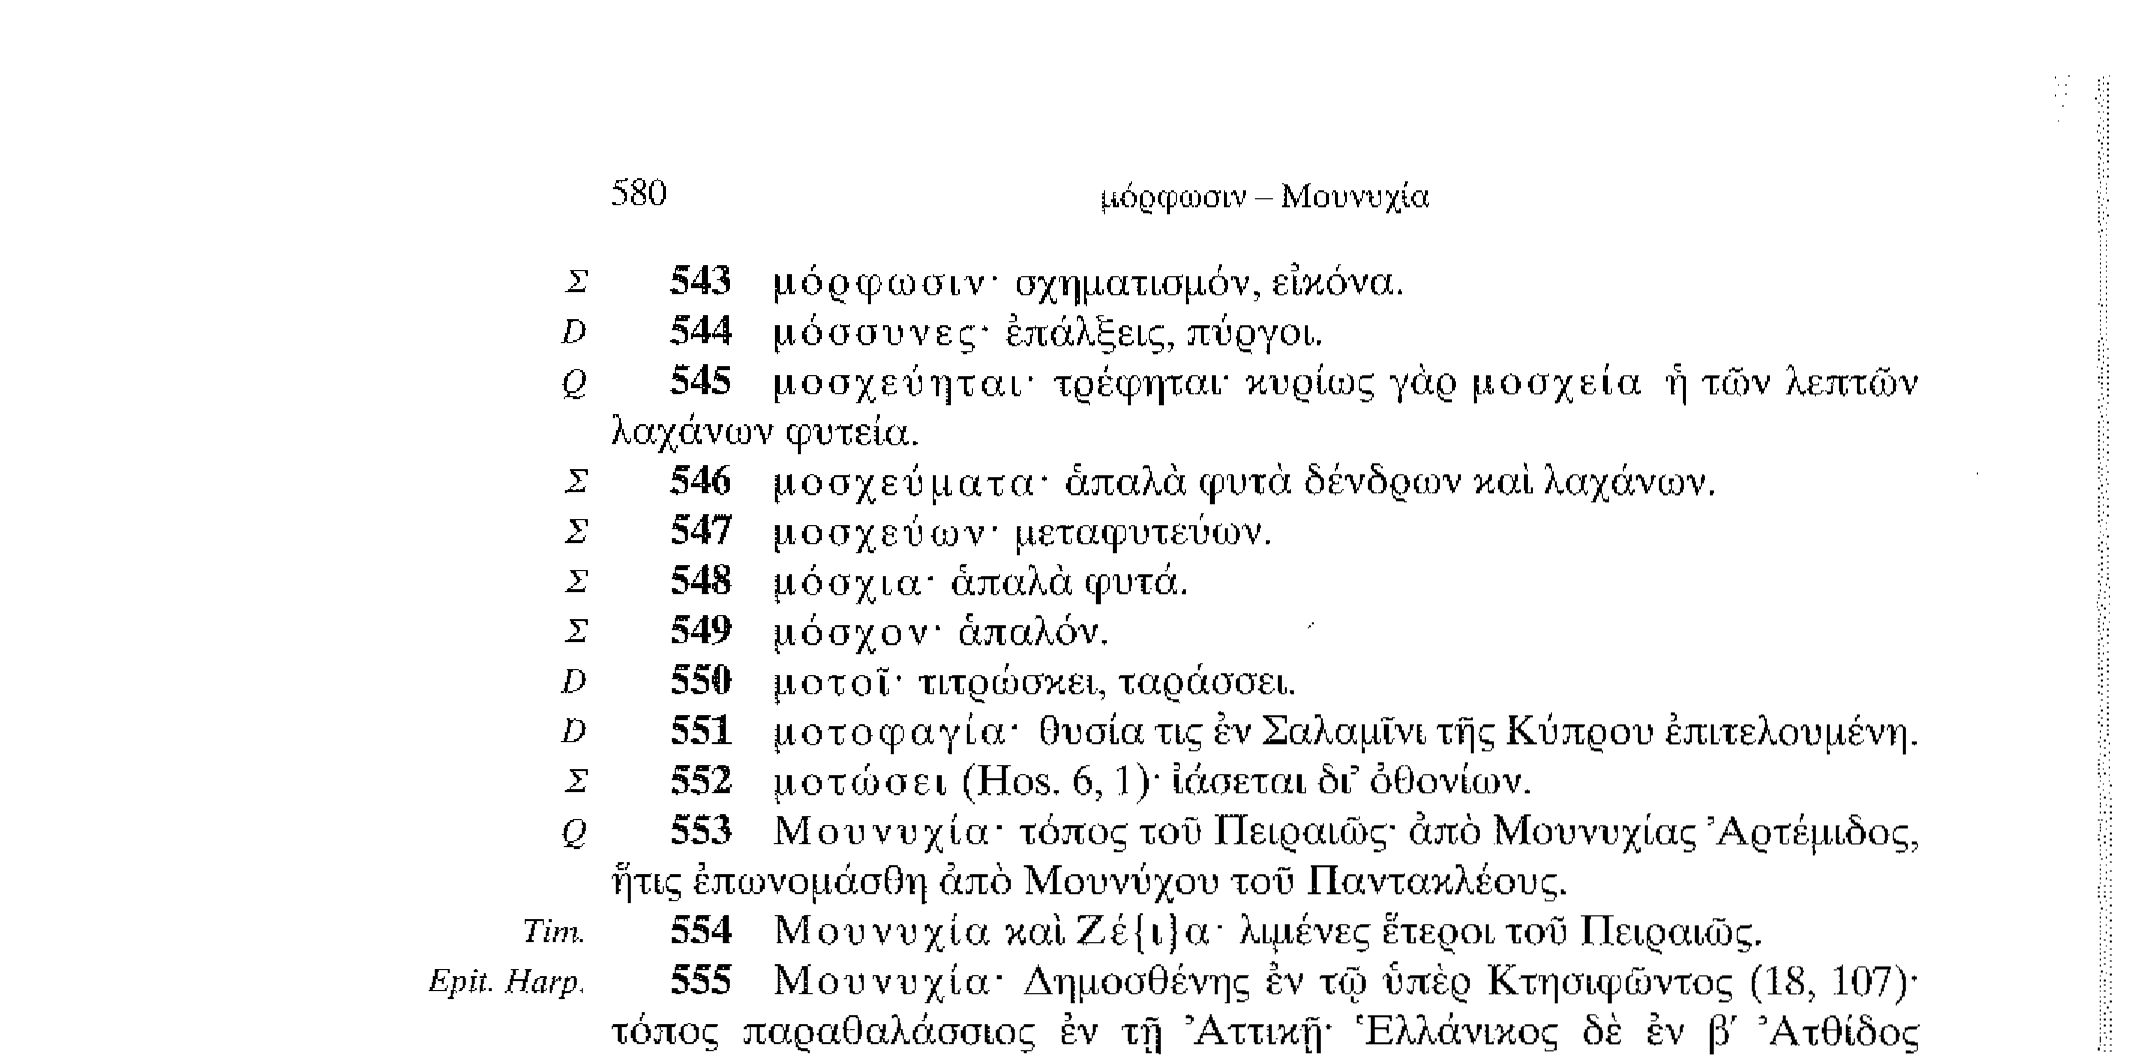 580 μόρφωσιν – Μουνυχία
Σ 543 μόρφωσιν· σχηματισμόν, εἰκόνα.
D 544 μόσσυνες· ἐπάλξεις, πύργοι.
Q 545 μοσχεύηται· τρέφηται· κυρίως γὰρ μοσχεία ἡ τῶν λεπτῶν
λαχάνων φυτεία.
Σ 546 μοσχεύματα· ἁπαλὰ φυτὰ δένδρων καὶ λαχάνων.
Σ 547 μοσχεύων· μεταφυτεύων.
Σ 548 μόσχια· ἁπαλὰ φυτά.
Σ 549 μόσχον· ἁπαλόν.
D 550 μοτοῖ· τιτρώσκει, ταράσσει.
D 551 μοτοφαγία· θυσία τις ἐν Σαλαμῖνι τῆς Κύπρου ἐπιτελουμένη.
Σ 552 μοτώσει (Hos. 6, 1)· ἰάσεται δι’ ὀθονίων.
Q 553 Μουνυχία· τόπος τοῦ Πειραιῶς· ἀπὸ Μουνυχίας Ἀρτέμιδος,
ἥτις ἐπωνομάσθη ἀπὸ Μουνύχου τοῦ Παντακλέους.
Tim. 554 Μουνυχία καὶ Ζέ{ι}α· λιμένες ἕτεροι τοῦ Πειραιῶς.
Epit. Harp. 555 Μουνυχία· Δημοσθένης ἐν τῷ ὑπὲρ Κτησιφῶντος (18, 107)·
τόπος παραθαλάσσιος ἐν τῇ Ἀττικῇ· Ἑλλάνικος δὲ ἐν β′ Ἀτθίδος